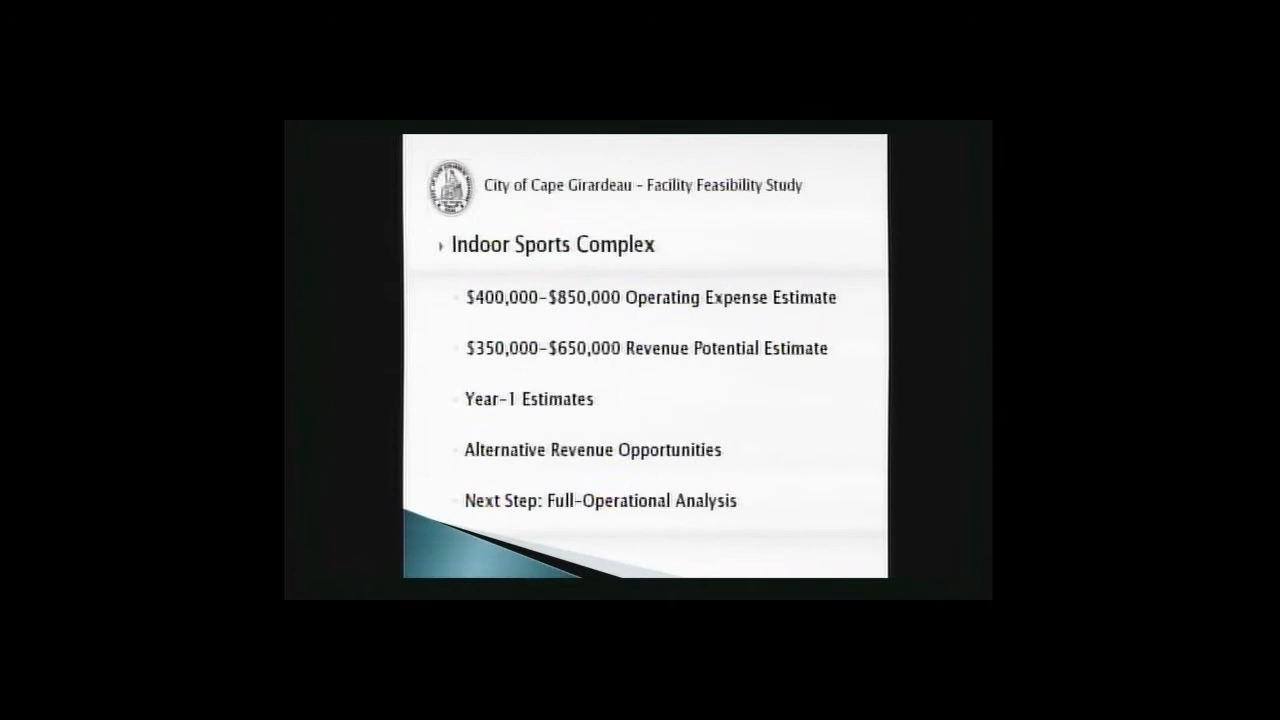 City of Cape Girardeau - Facility Feasibility Study
Indoor Sports Complex
$400,000-$850,000 Operating Expense Estimate
$350,000-$650,000 Revenue Potential Estimate
Year-1 Estimates
Alternative Revenue Opportunities
Next Step: Full-Operational Analysis